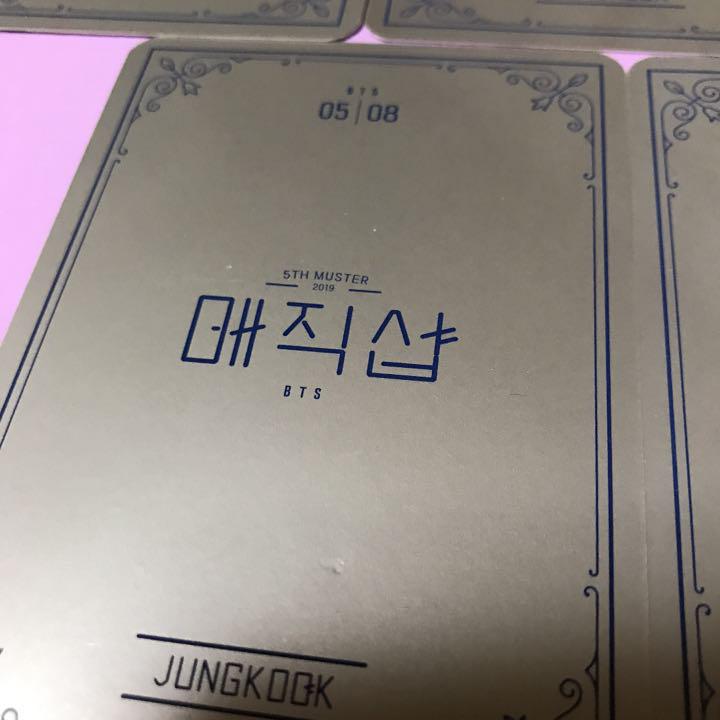 BTS
05|08
5TH MUSTER
2019
매직샵
BTS
JUNGKOOK